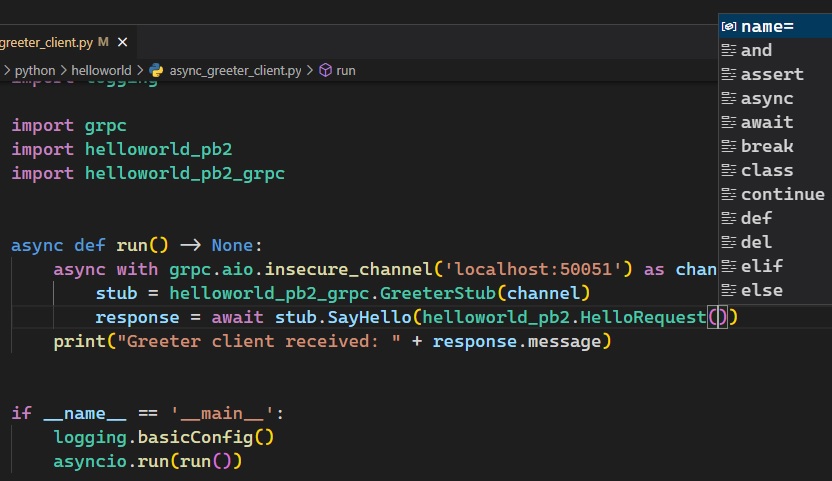 greeter_client.py M ×
> python > helloworld > async_greeter_client.py > run
import logging
import grpc
import helloworld_pb2
import helloworld_pb2_grpc
async def run() -> None:
async with grpc.aio.insecure_channel('localhost:50051') as chan
stub = helloworld_pb2_grpc.GreeterStub(channel)
response = await stub.SayHello(helloworld_pb2.HelloRequest())
print("Greeter client received: " + response.message)
if __name__ == '__main__':
logging.basicConfig()
asyncio.run(run())
name=
and
assert
async
await
break
class
continue
def
del
elif
else